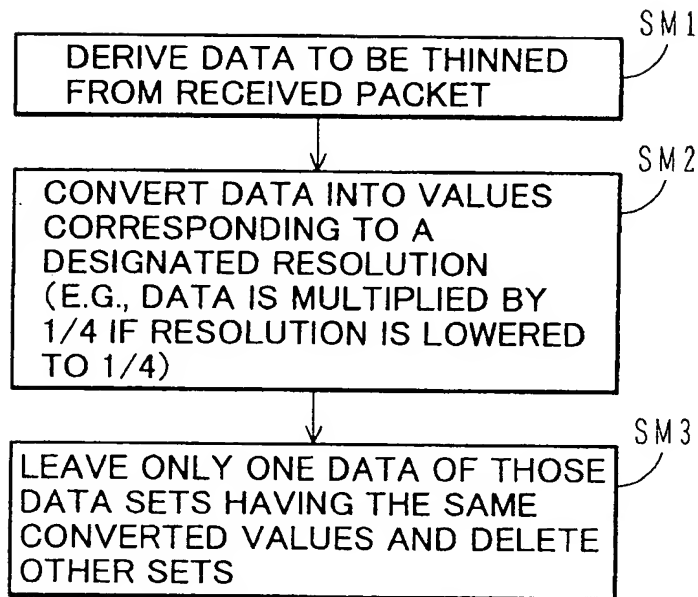 SM1
DERIVE DATA TO BE THINNED
FROM RECEIVED PACKET
SM2
CONVERT DATA INTO VALUES
CORRESPONDING TO A
DESIGNATED RESOLUTION
(E.G., DATA IS MULTIPLIED BY
1/4 IF RESOLUTION IS LOWERED
TO 1/4)
SM3
LEAVE ONLY ONE DATA OF THOSE
DATA SETS HAVING THE SAME
CONVERTED VALUES AND DELETE
OTHER SETS